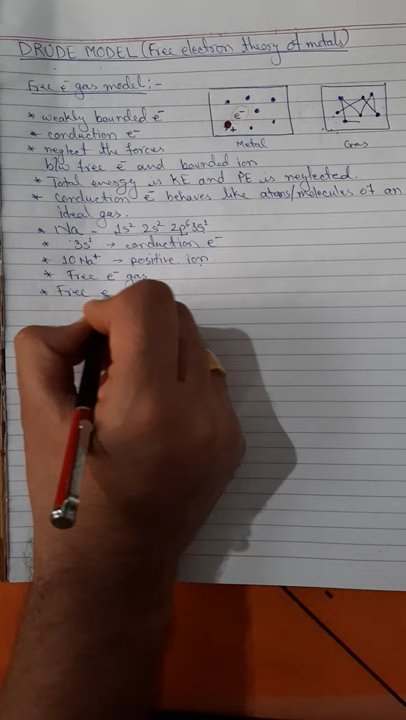 DRUDE MODEL (Free electron theory of metals)
Free e⁻ gas model :-
e⁻
+
Metal
Gas
* weakly bounded e⁻
* conduction e⁻
* neglect the forces
b/w free e⁻ and bounded ion
* Total energy is KE and PE is neglected.
* conduction e⁻ behaves like atoms/molecules of an
ideal gas.
* Na - 1s² 2s² 2p⁶ 3s¹
* 3s¹ → conduction e⁻
* 10 Na⁺ → positive ion.
* Free e⁻ gas
* Free e